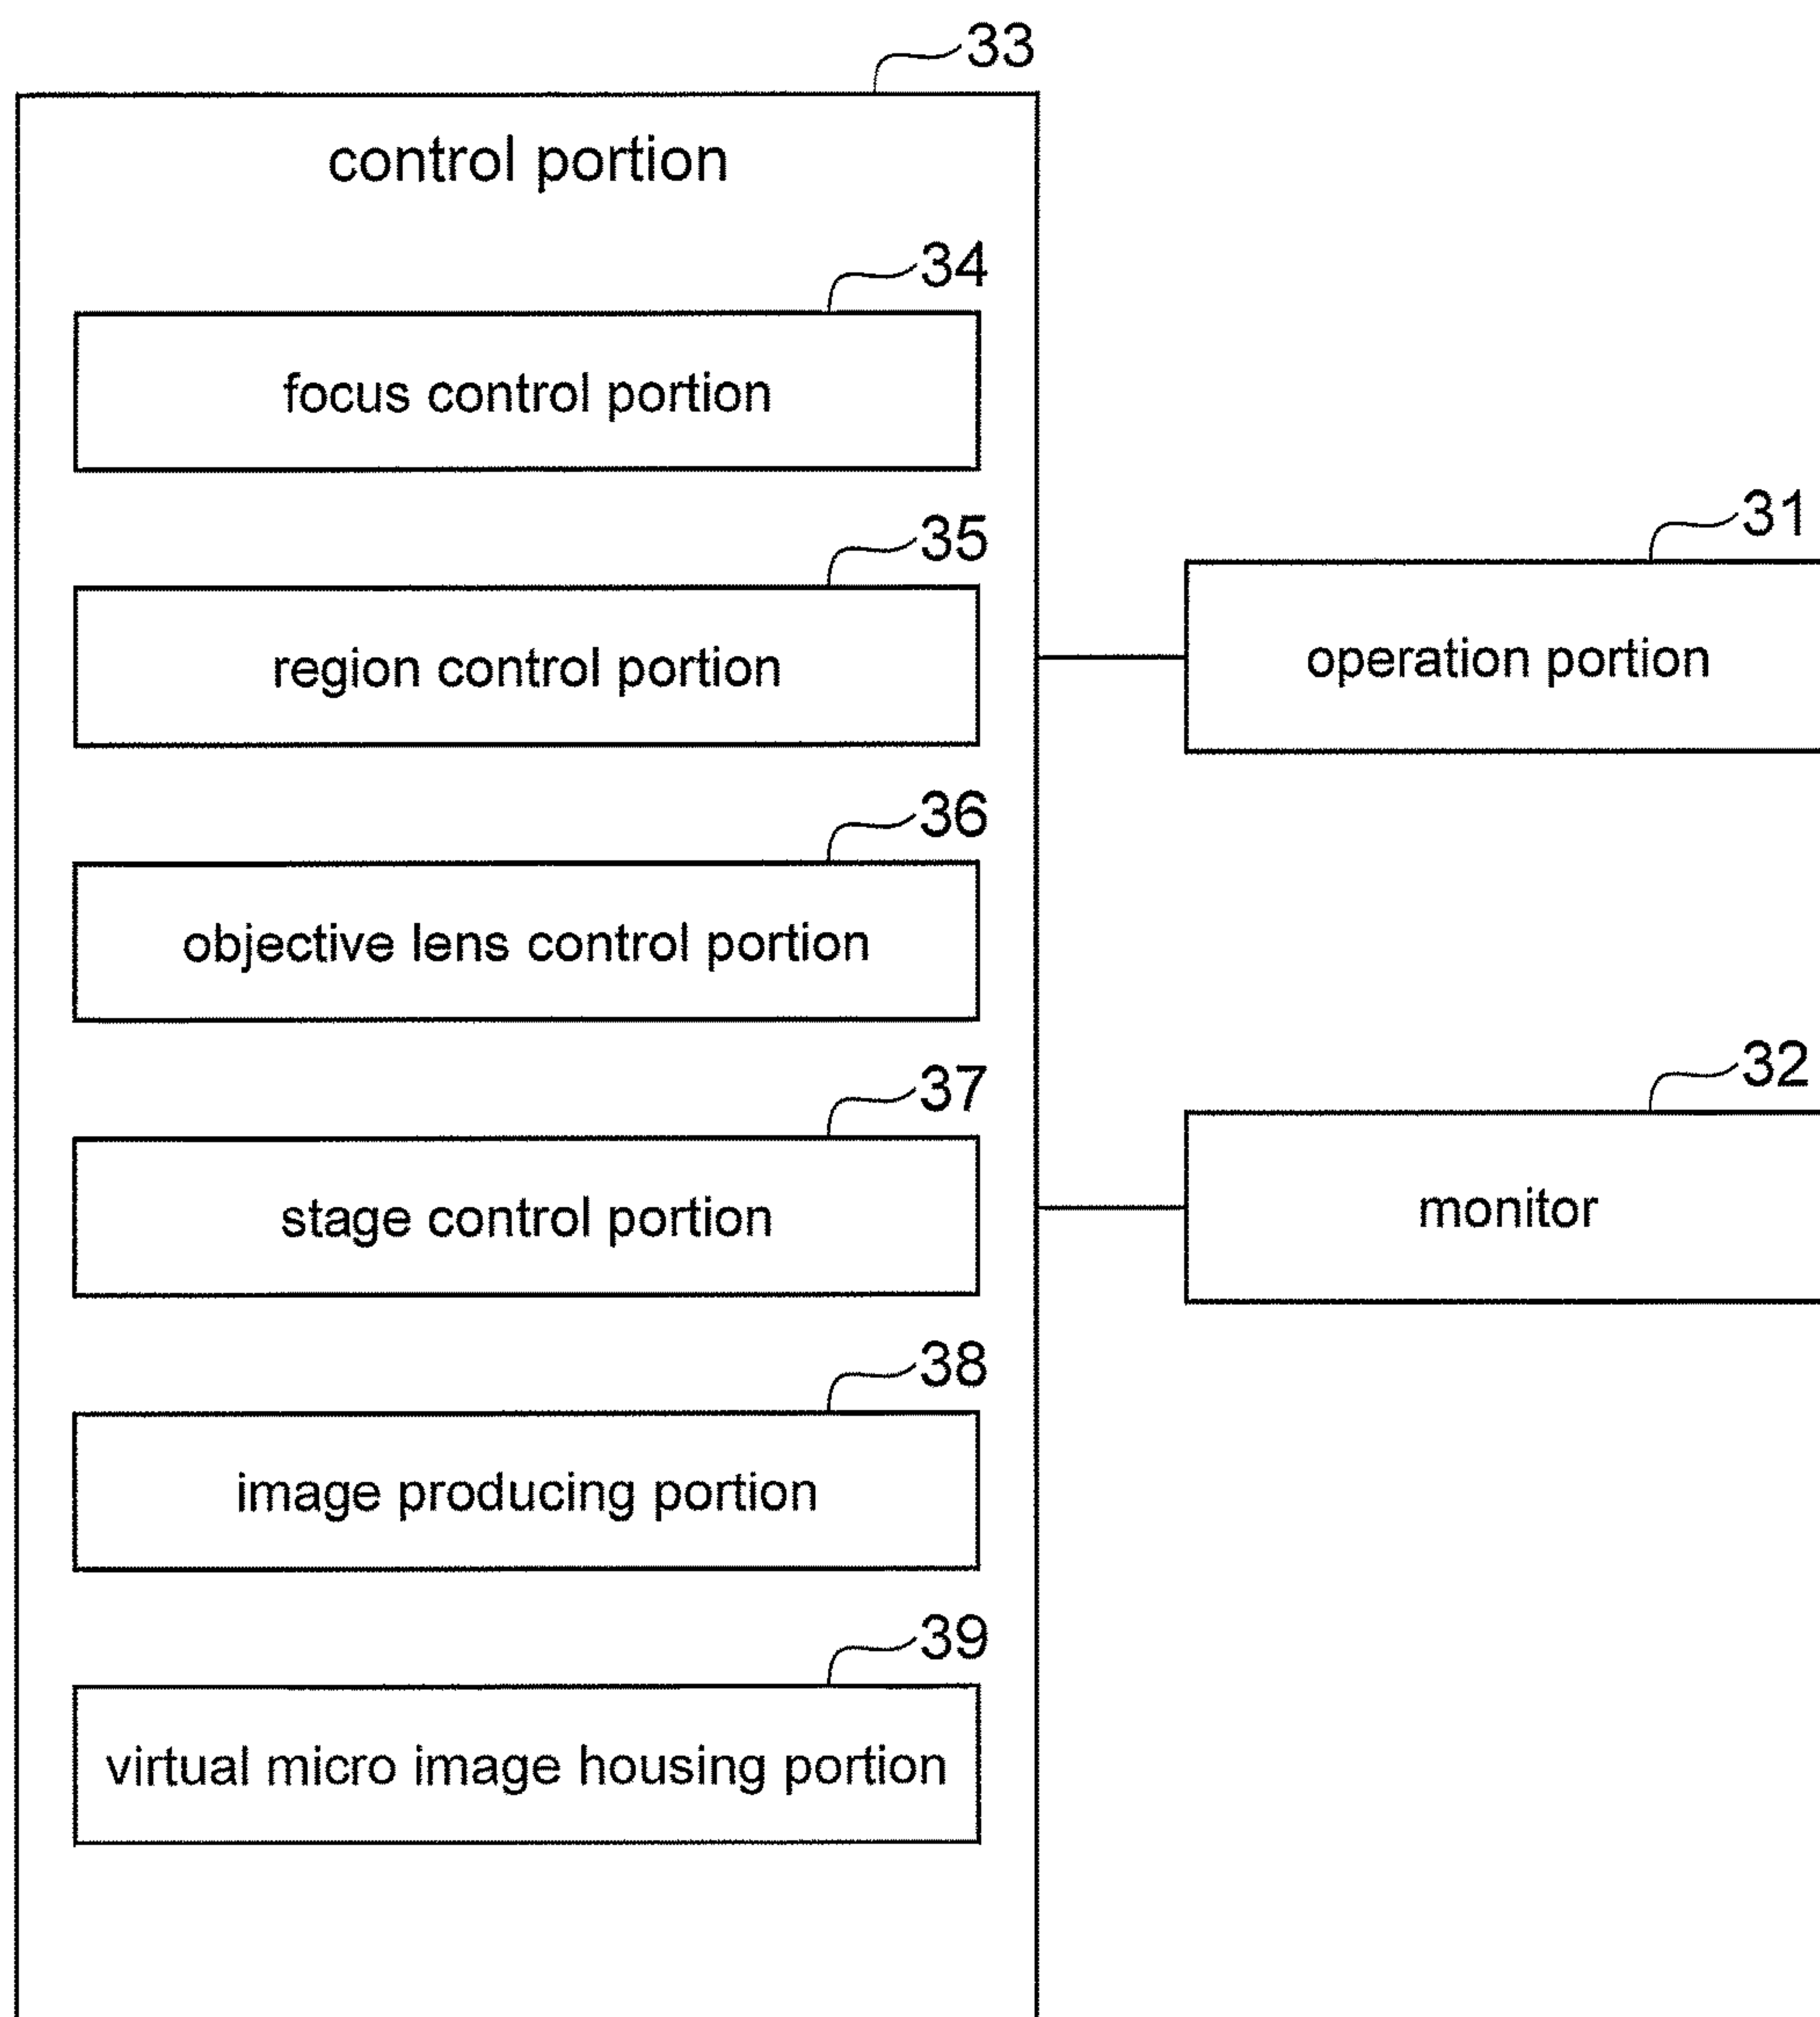 33
control portion
34
focus control portion
35
region control portion
31
operation portion
36
objective lens control portion
37
stage control portion
32
monitor
38
image producing portion
39
virtual micro image housing portion